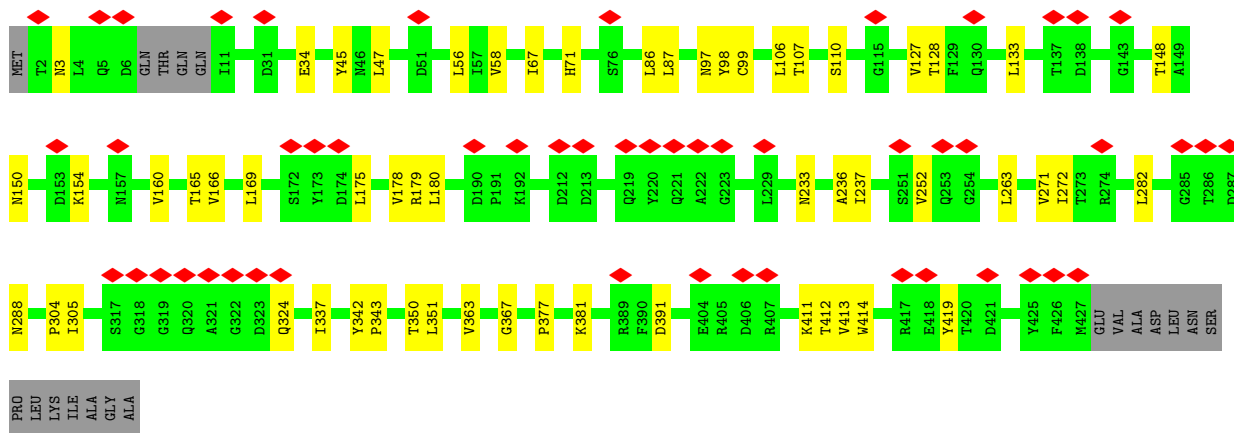 MET T2 N3 L4 Q5 D6 GLN THR GLN GLN I11 D31 E34 Y45 N46 L47 D51 L56 I57 V58 I67 H71 S76 L86 L87 N97 Y98 C99 L106 T107 S110 G115 V127 T128 F129 Q130 L133 T137 D138 G143 T148 A149
N150 D153 K154 N157 V160 T165 V166 L169 S172 Y173 D174 L175 V178 R179 L180 D190 P191 K192 D212 D213 Q219 Y220 Q221 A222 G223 L229 N233 A236 I237 S251 V252 Q253 G254 L263 V271 I272 T273 R274 L282 G285 T286 D287
N288 P304 I305 S317 G318 G319 Q320 A321 G322 D323 Q324 I337 Y342 P343 T350 L351 V363 G367 P377 K381 R389 F390 D391 E404 R405 D406 R407 K411 T412 V413 W414 R417 E418 Y419 T420 D421 Y425 F426 M427 GLU VAL ALA ASP LEU ASN SER
PRO LEU LYS ILE ALA GLY ALA